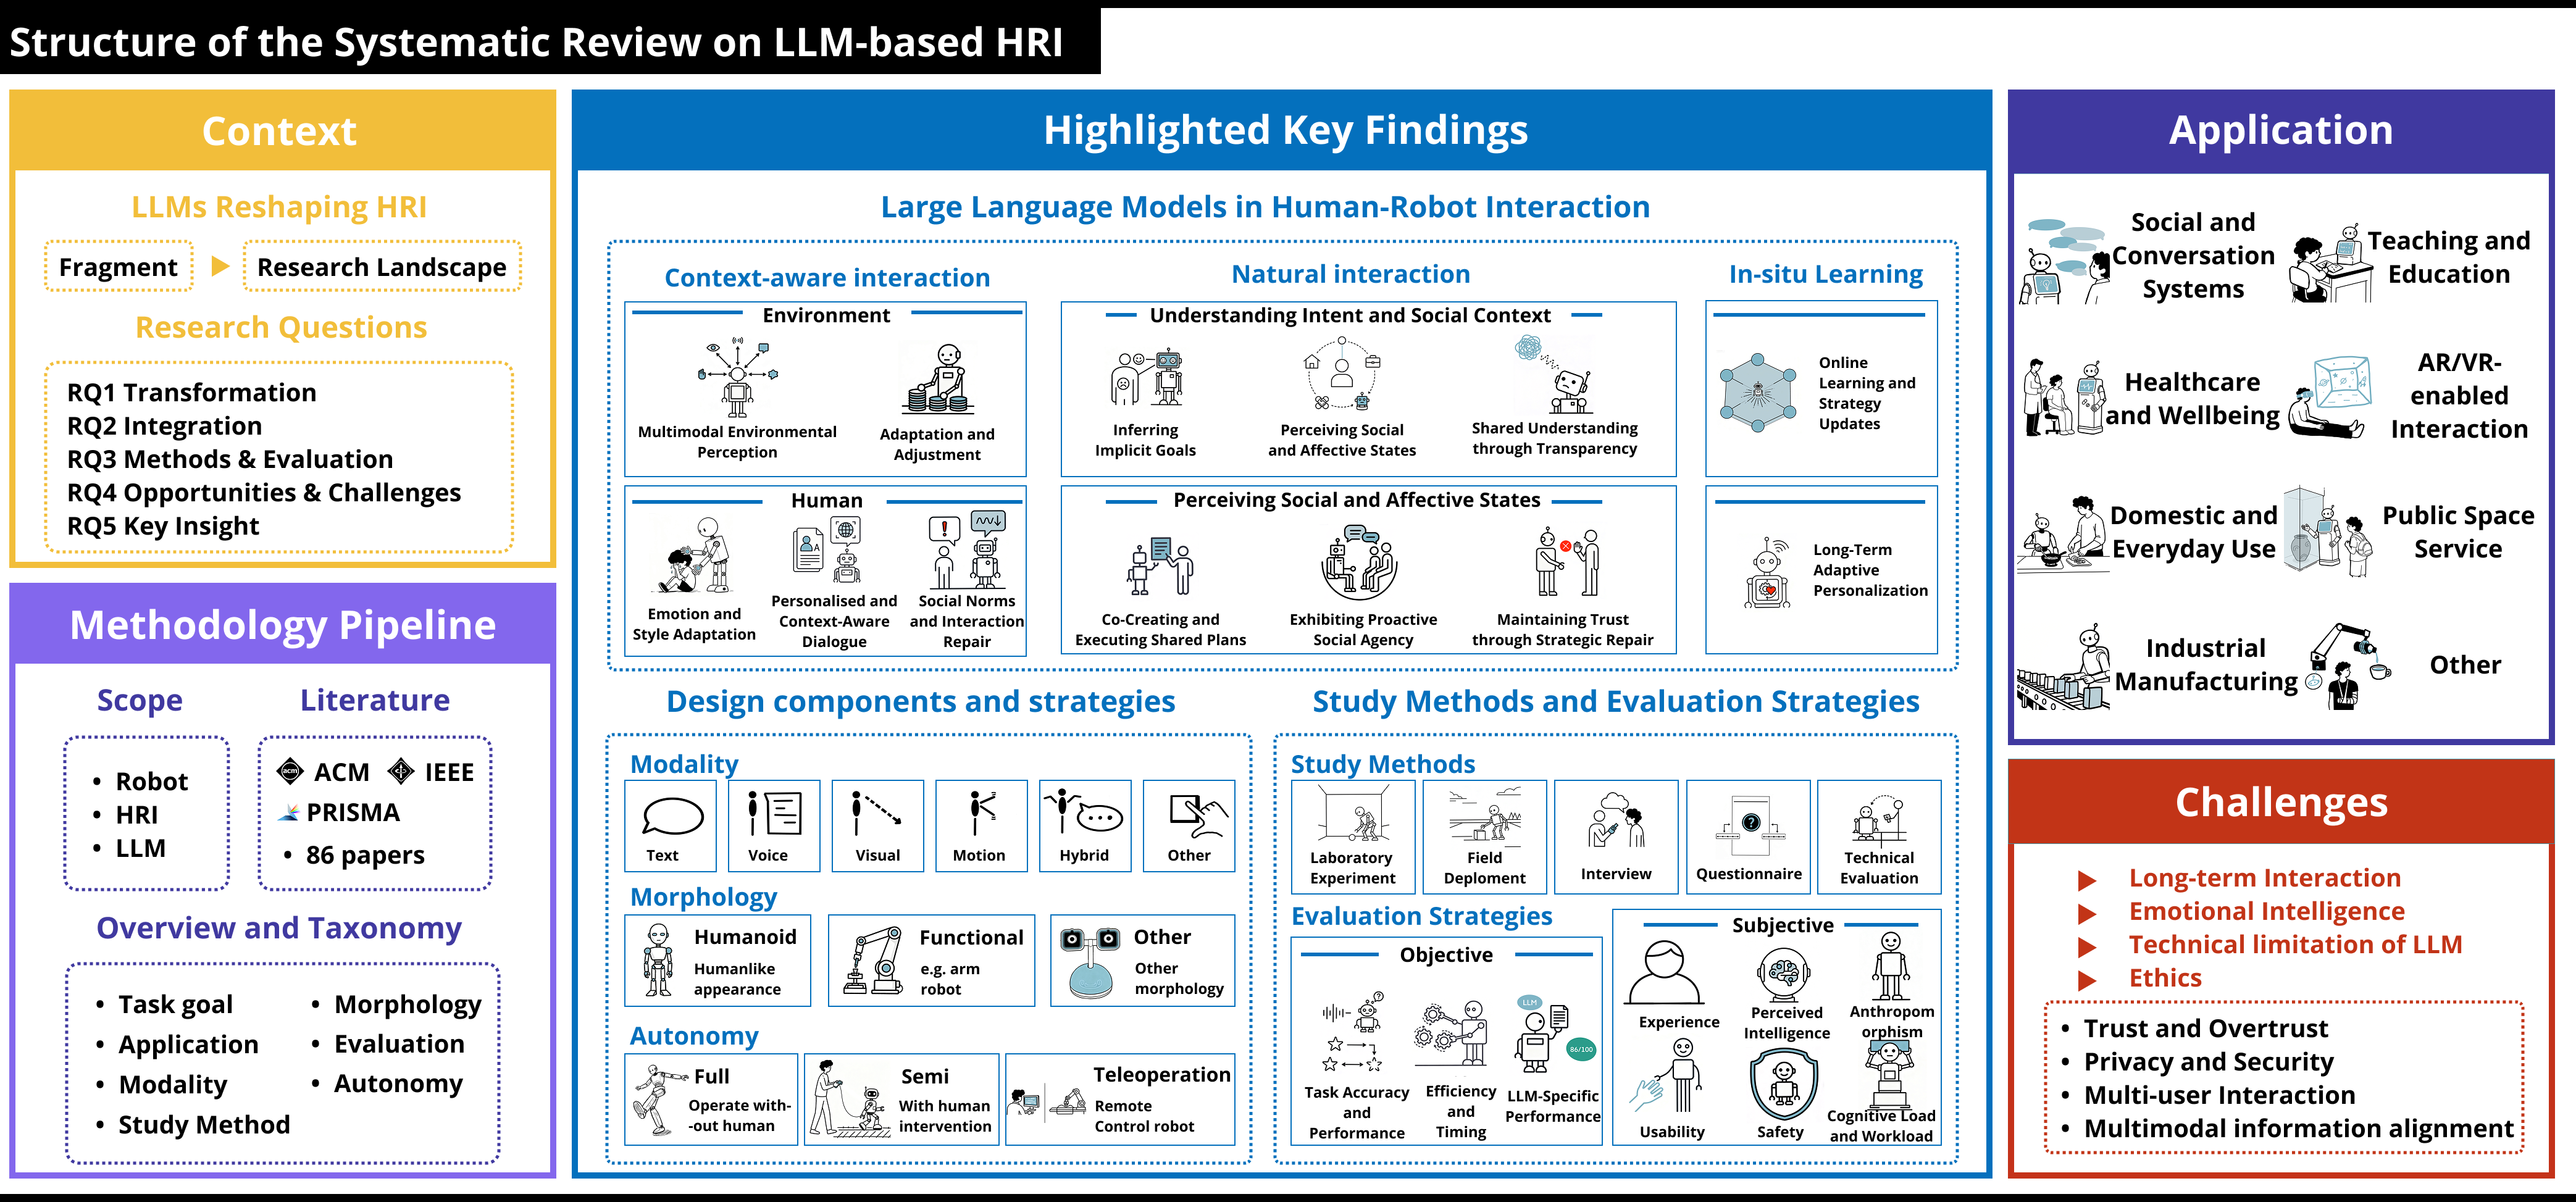 Structure of the Systematic Review on LLM-based HRI
Context
LLMs Reshaping HRI
Fragment
Research Landscape
Research Questions
RQ1 Transformation
RQ2 Integration
RQ3 Methods & Evaluation
RQ4 Opportunities & Challenges
RQ5 Key Insight
Methodology Pipeline
Scope
• Robot
• HRI
• LLM
Literature
acm ACM IEEE
PRISMA
• 86 papers
Overview and Taxonomy
• Task goal
• Application
• Modality
• Study Method
• Morphology
• Evaluation
• Autonomy
Highlighted Key Findings
Large Language Models in Human-Robot Interaction
Context-aware interaction
Environment
Multimodal Environmental
Perception
Adaptation and
Adjustment
Human
Emotion and
Style Adaptation
A
Personalised and
Context-Aware
Dialogue
!
Social Norms
and Interaction
Repair
Natural interaction
Understanding Intent and Social Context
Inferring
Implicit Goals
Perceiving Social
and Affective States
Shared Understanding
through Transparency
Perceiving Social and Affective States
Co-Creating and
Executing Shared Plans
Exhibiting Proactive
Social Agency
Maintaining Trust
through Strategic Repair
In-situ Learning
Online
Learning and
Strategy
Updates
Long-Term
Adaptive
Personalization
Design components and strategies
Modality
Text
Voice
Visual
Motion
Hybrid
Other
Morphology
Humanoid
Humanlike
appearance
Functional
e.g. arm
robot
Other
Other
morphology
Autonomy
Full
Operate with-
-out human
Semi
With human
intervention
Teleoperation
Remote
Control robot
Study Methods and Evaluation Strategies
Study Methods
Laboratory
Experiment
Field
Deploment
Interview
?
Questionnaire
Technical
Evaluation
Evaluation Strategies
Objective
?
Task Accuracy
and
Performance
Efficiency
and
Timing
LLM
86/100
LLM-Specific
Performance
Subjective
Experience
Perceived
Intelligence
Anthropom
orphism
Usability
Safety
Cognitive Load
and Workload
Application
Social and
Conversation
Systems
Teaching and
Education
Healthcare
and Wellbeing
AR/VR-
enabled
Interaction
Domestic and
Everyday Use
Public Space
Service
Industrial
Manufacturing
Other
Challenges
Long-term Interaction
Emotional Intelligence
Technical limitation of LLM
Ethics
• Trust and Overtrust
• Privacy and Security
• Multi-user Interaction
• Multimodal information alignment